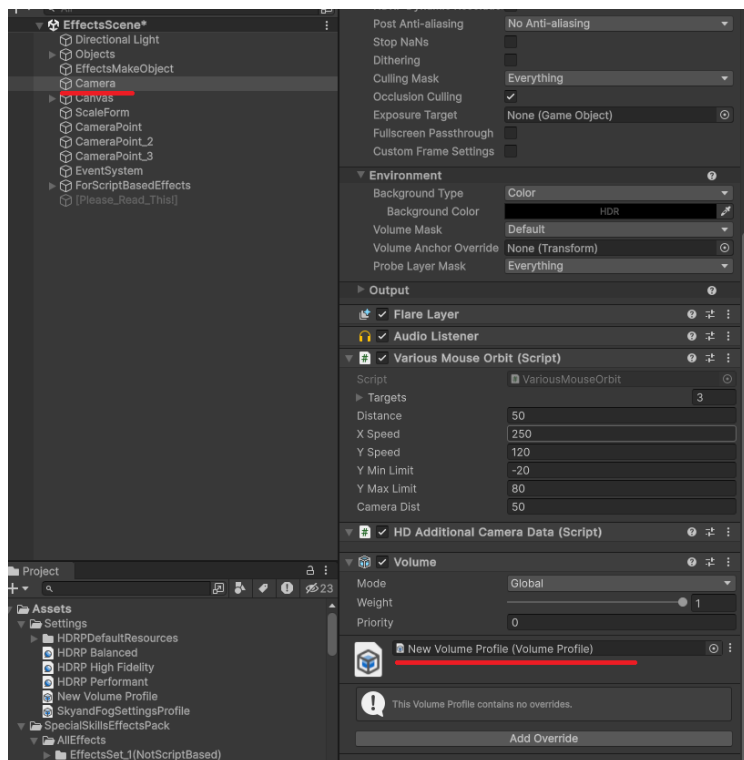 EffectsScene*
Directional Light
Objects
EffectsMakeObject
Camera
Canvas
ScaleForm
CameraPoint
CameraPoint_2
CameraPoint_3
EventSystem
ForScriptBasedEffects
[Please_Read_This!]
Project
23
Assets
Settings
HDRPDefaultResources
HDRP Balanced
HDRP High Fidelity
HDRP Performant
New Volume Profile
SkyandFogSettingsProfile
SpecialSkillsEffectsPack
AllEffects
EffectsSet_1(NotScriptBased)
Post Anti-aliasing No Anti-aliasing
Stop NaNs
Dithering
Culling Mask Everything
Occlusion Culling
Exposure Target None (Game Object)
Fullscreen Passthrough
Custom Frame Settings
Environment
Background Type Color
Background Color HDR
Volume Mask Default
Volume Anchor Override None (Transform)
Probe Layer Mask Everything
Output
Flare Layer
Audio Listener
# Various Mouse Orbit (Script)
Script VariousMouseOrbit
Targets 3
Distance 50
X Speed 250
Y Speed 120
Y Min Limit -20
Y Max Limit 80
Camera Dist 50
# HD Additional Camera Data (Script)
Volume
Mode Global
Weight 1
Priority 0
New Volume Profile (Volume Profile)
This Volume Profile contains no overrides.
Add Override